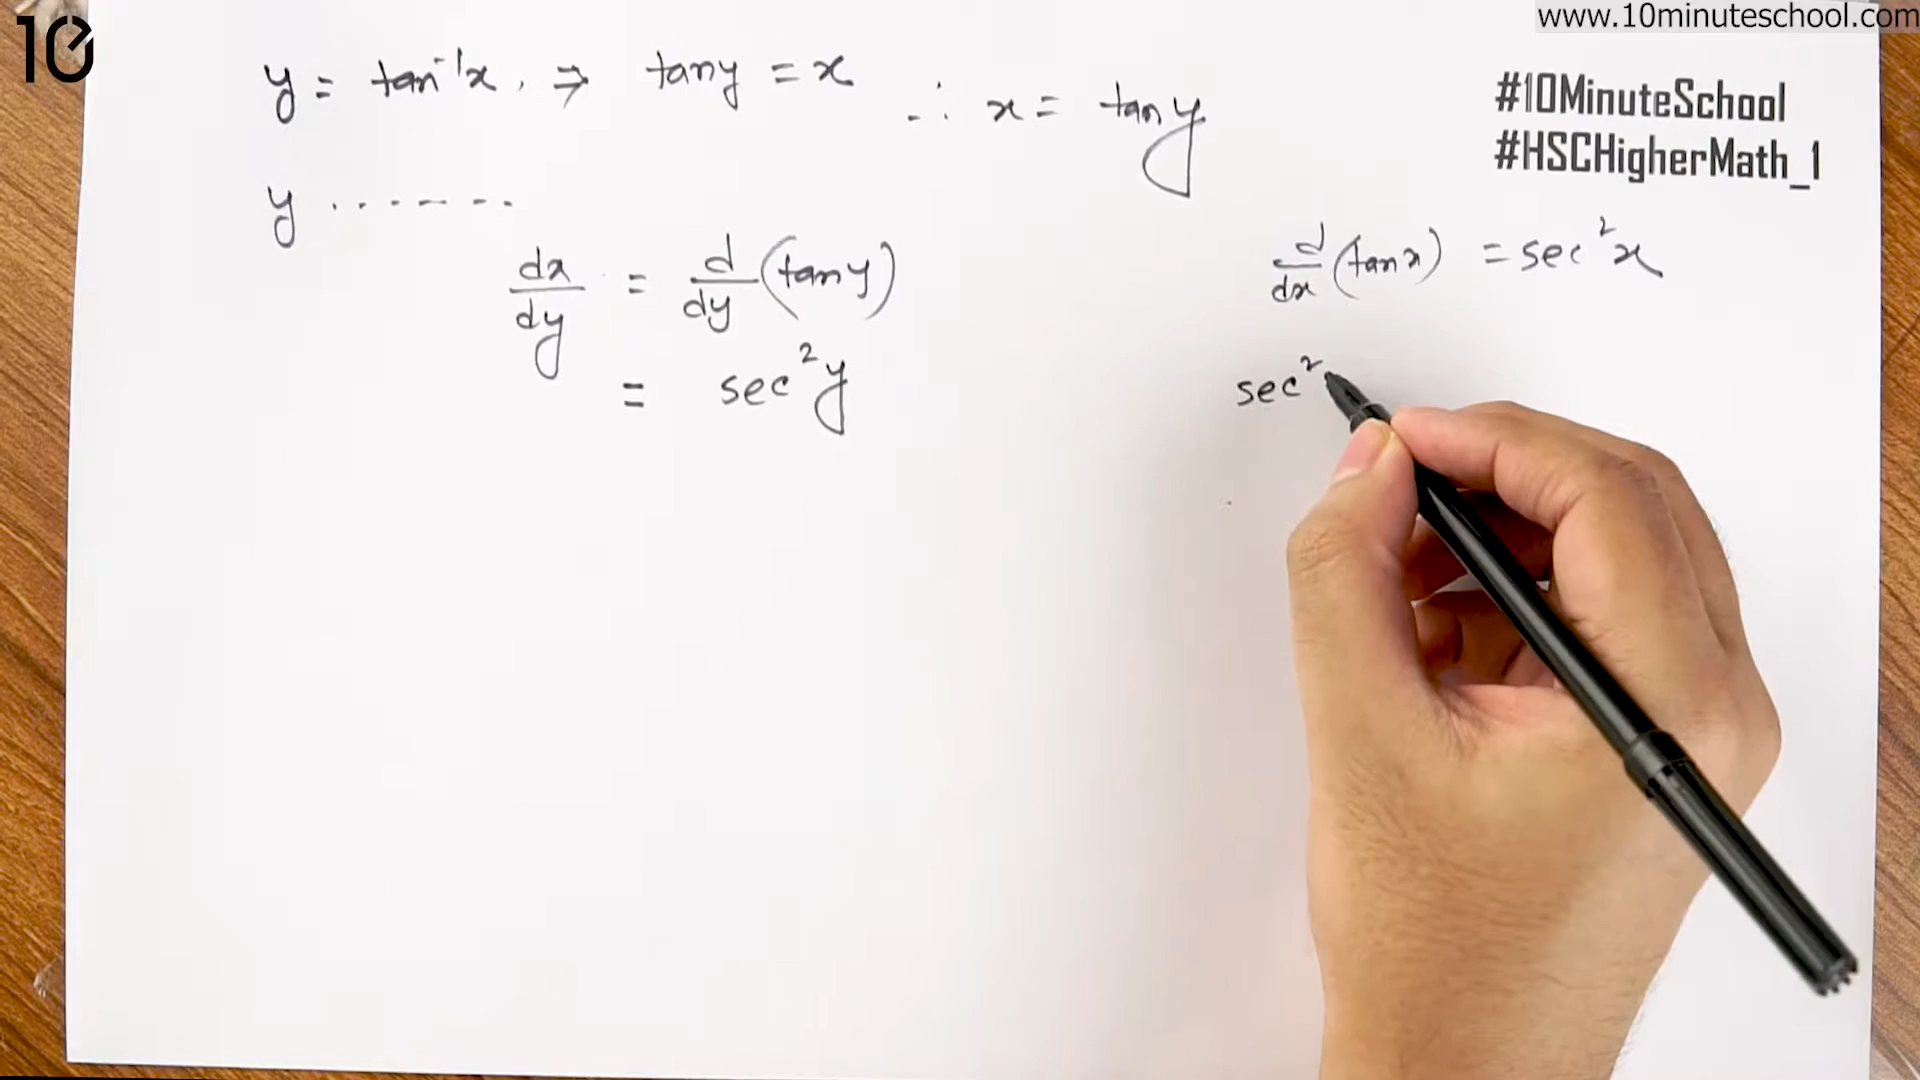 10
www.10minuteschool.com
#10MinuteSchool
#HSCHigherMath_1
y = tan⁻¹x, ⇒ tany = x ∴ x = tany
y .......
dx/dy = d/dy (tany)
= sec²y
d/dx (tanx) = sec²x
sec²